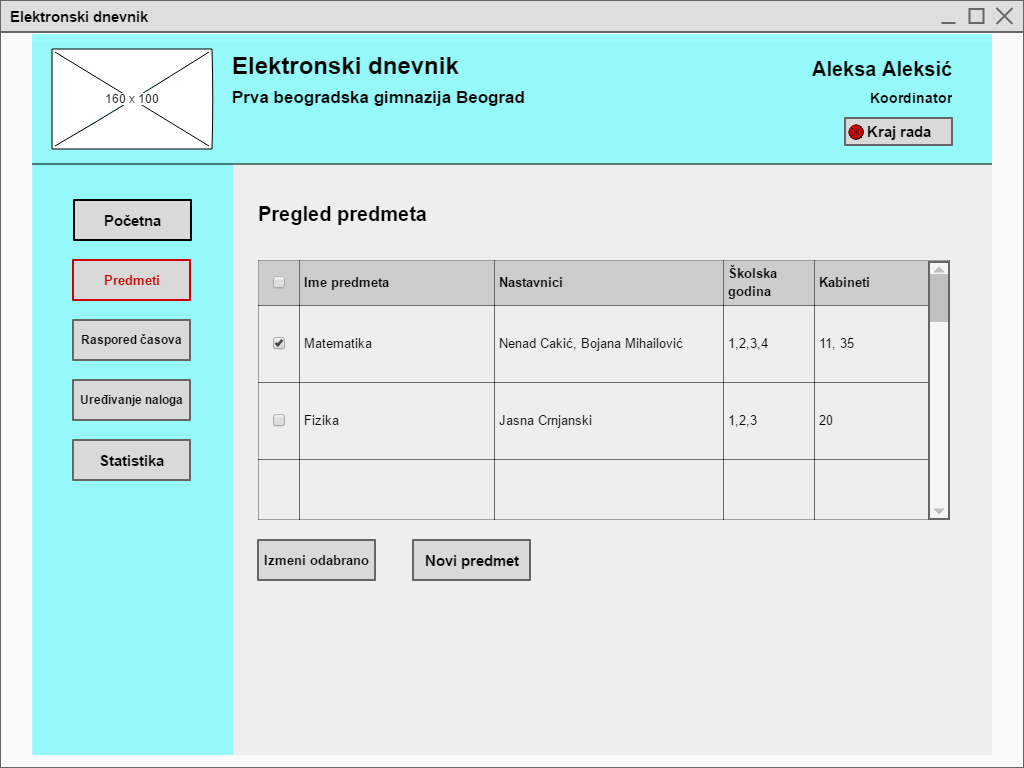 Elektronski dnevnik
160 x 100
Elektronski dnevnik
Prva beogradska gimnazija Beograd
Aleksa Aleksić
Koordinator
Kraj rada
Početna
Predmeti
Raspored časova
Uređivanje naloga
Statistika
Pregled predmeta
Ime predmeta
Nastavnici
Školska
godina
Kabineti
Matematika
Nenad Cakić, Bojana Mihailović
1,2,3,4
11, 35
Fizika
Jasna Crnjanski
1,2,3
20
Izmeni odabrano
Novi predmet